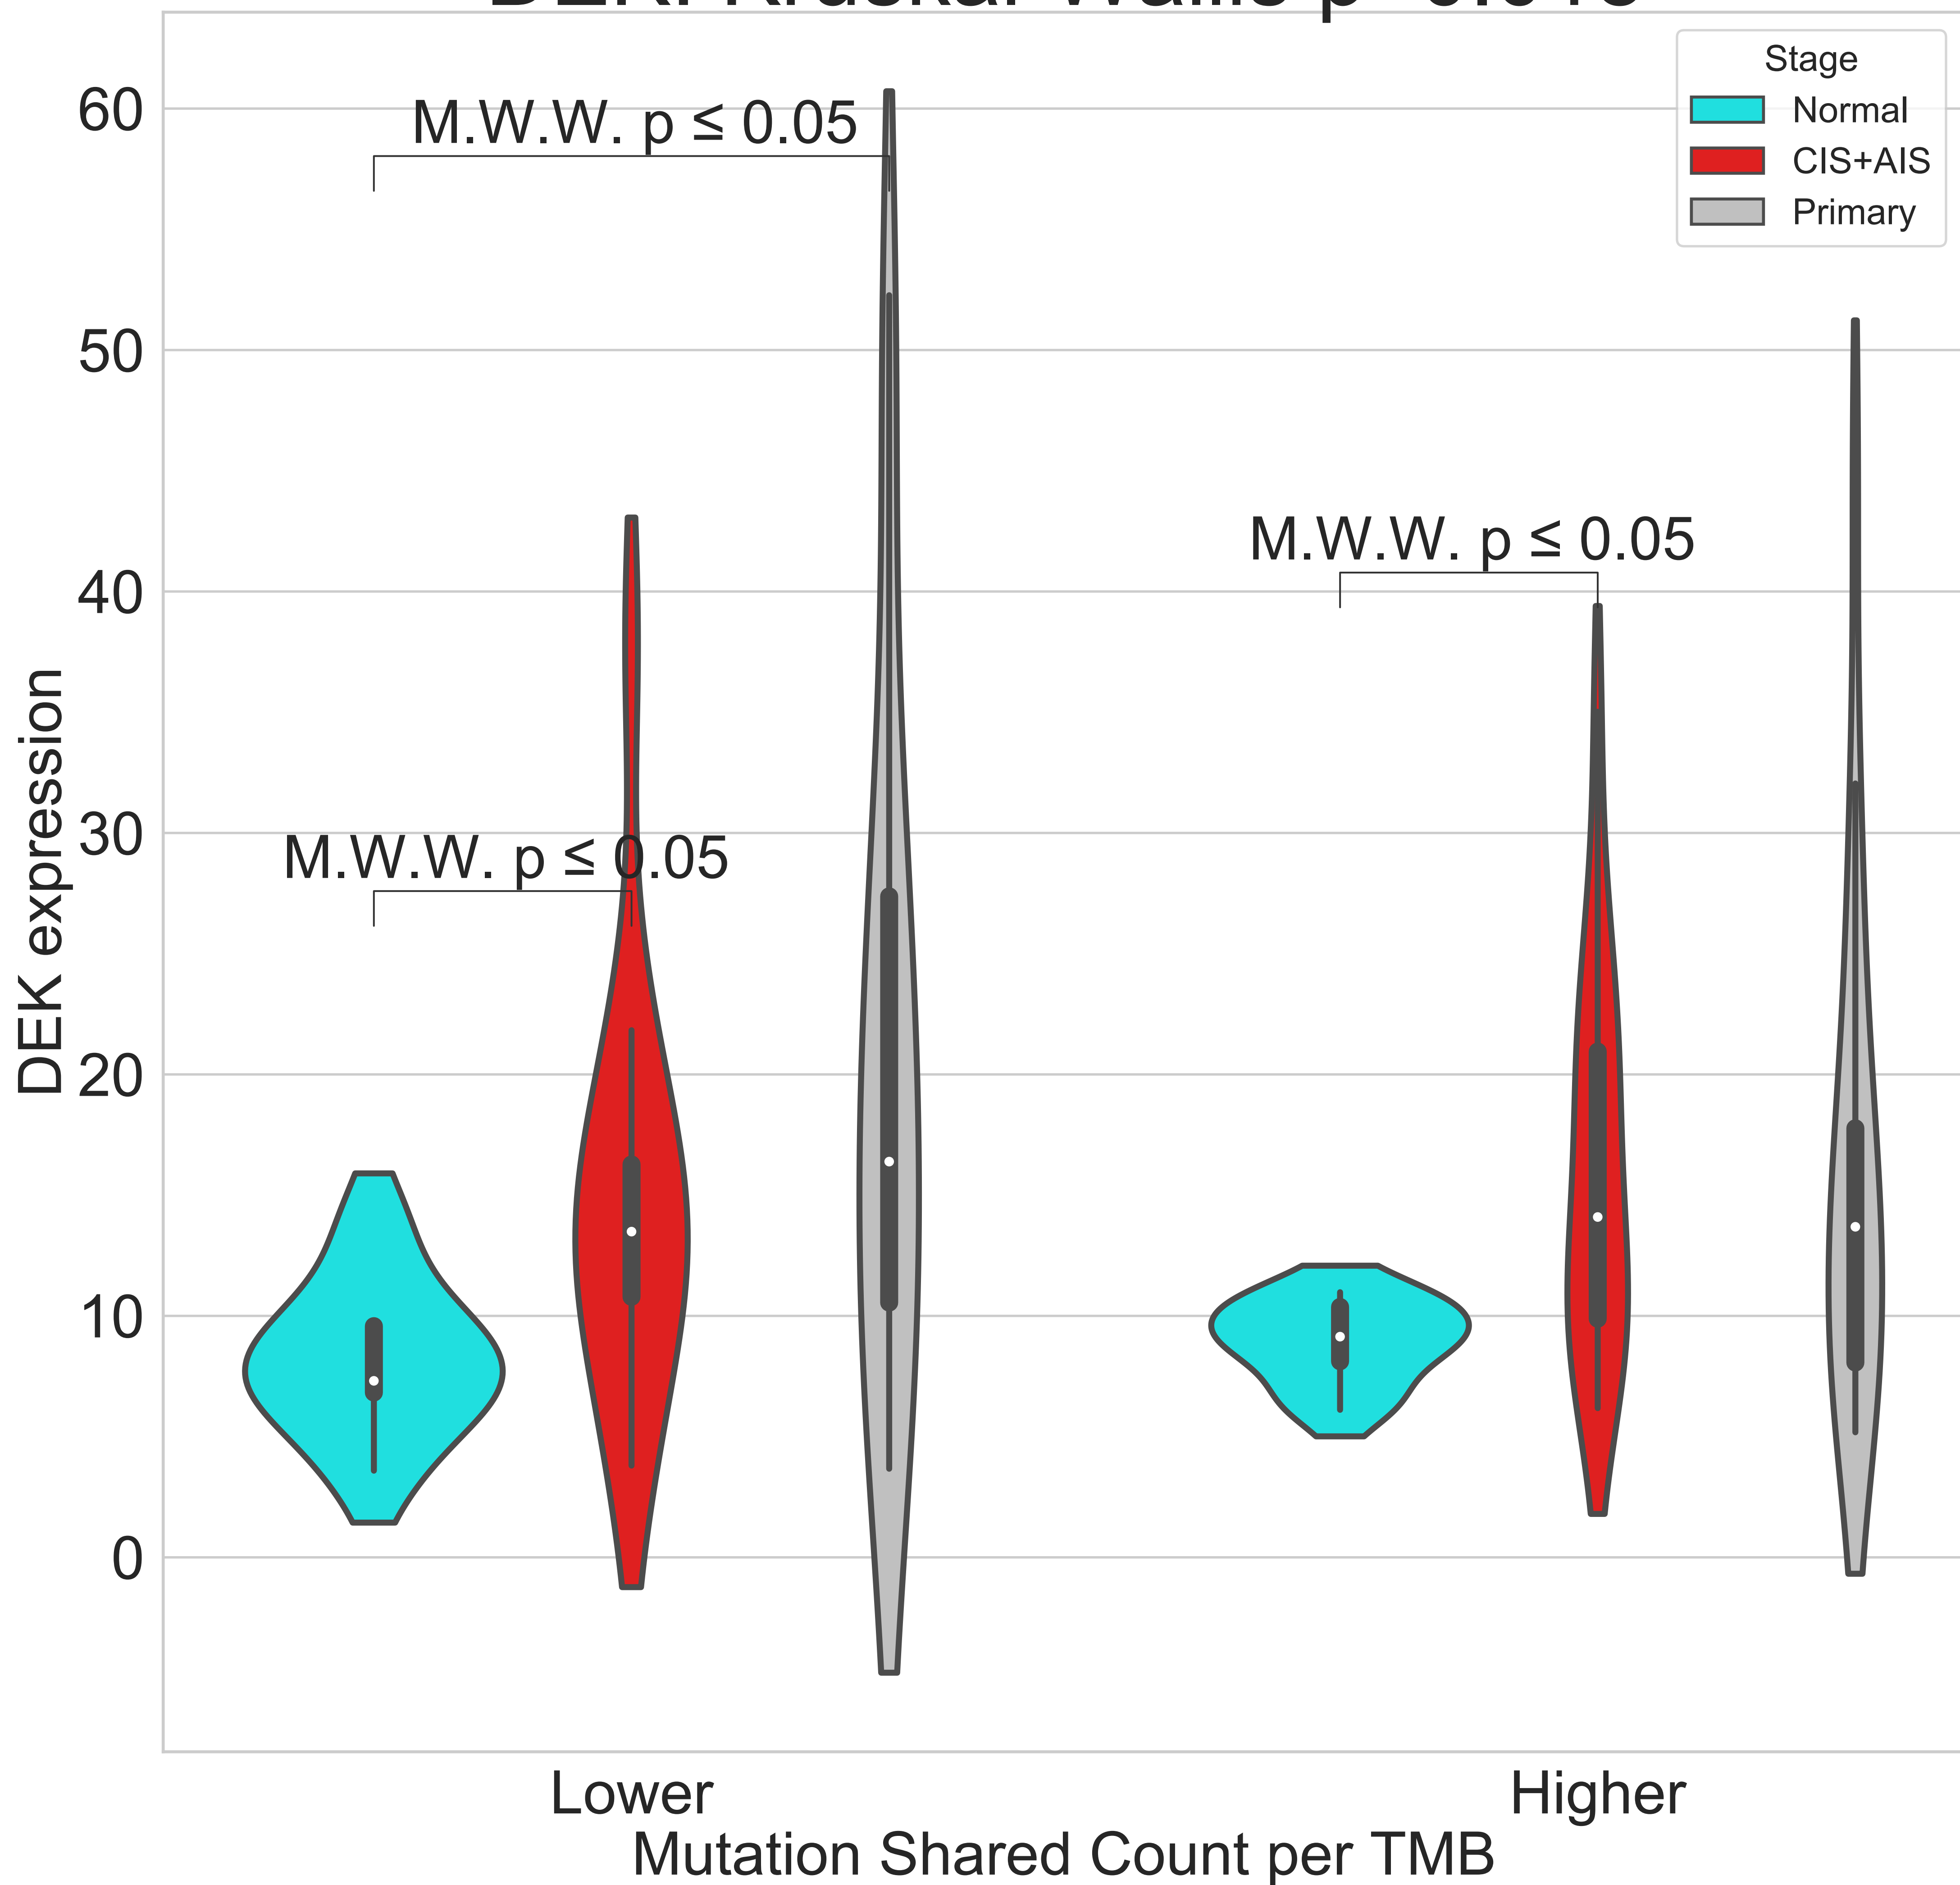 60
50
40
30
20
10
0
DEK expression
M.W.W. p ≤ 0.05
M.W.W. p ≤ 0.05
M.W.W. p ≤ 0.05
Stage
Normal
CIS+AIS
Primary
Lower
Higher
Mutation Shared Count per TMB